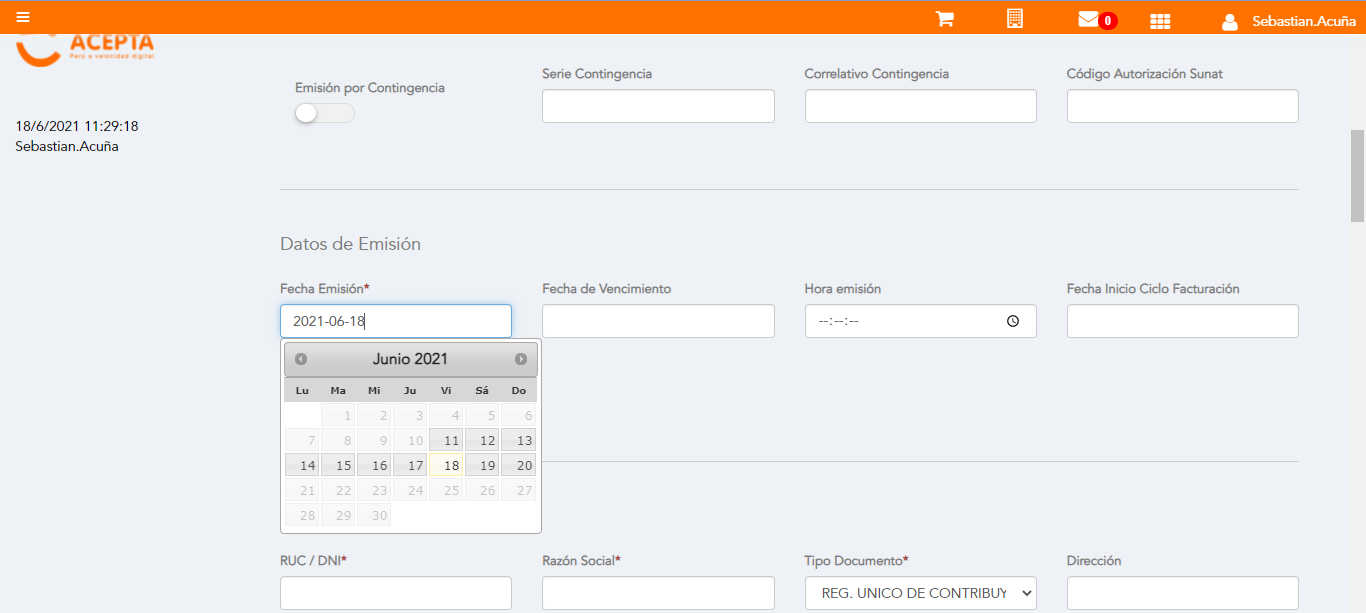 0
Sebastian.Acuña
ACEPTA
Perú a velocidad digital
18/6/2021 11:29:18
Sebastian.Acuña
Emisión por Contingencia
Serie Contingencia
Correlativo Contingencia
Código Autorización Sunat
Datos de Emisión
Fecha Emisión*
Fecha de Vencimiento
Hora emisión
Fecha Inicio Ciclo Facturación
2021-06-18
--:--:--
Junio 2021
Lu Ma Mi Ju Vi Sá Do
1 2 3 4 5 6
7 8 9 10 11 12 13
14 15 16 17 18 19 20
21 22 23 24 25 26 27
28 29 30
RUC / DNI*
Razón Social*
Tipo Documento*
Dirección
REG. UNICO DE CONTRIBUY